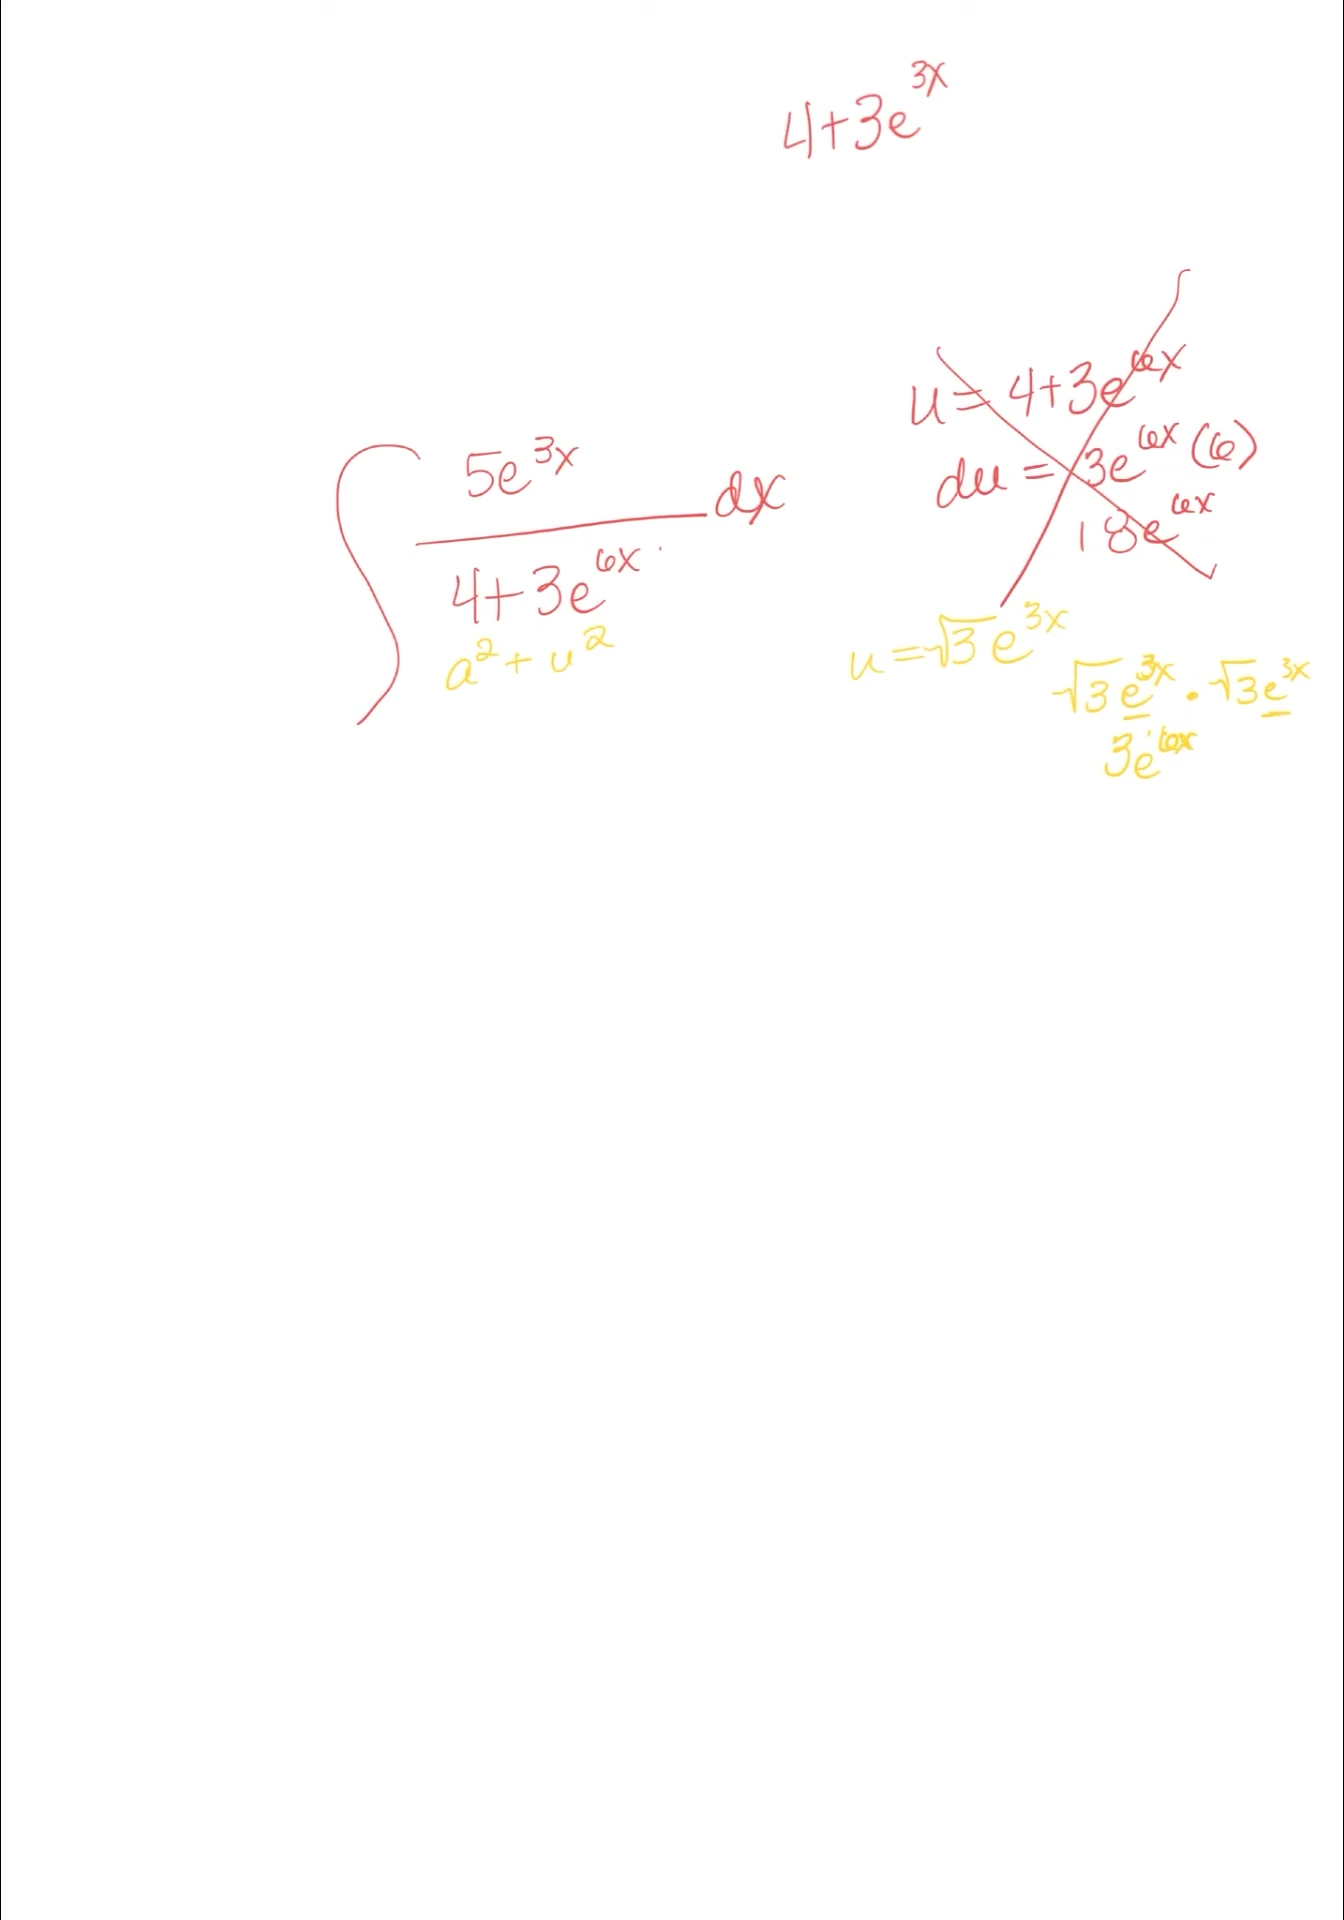 4+3e^{3x}
∫ 5e^{3x} / 4+3e^{6x} dx
a² + u²
u = 4+3e^{6x}
du = 3e^{6x} (6)
18e^{6x}
u = √3 e^{3x}
√3 e^{3x} · √3 e^{3x}
3e^{6x}